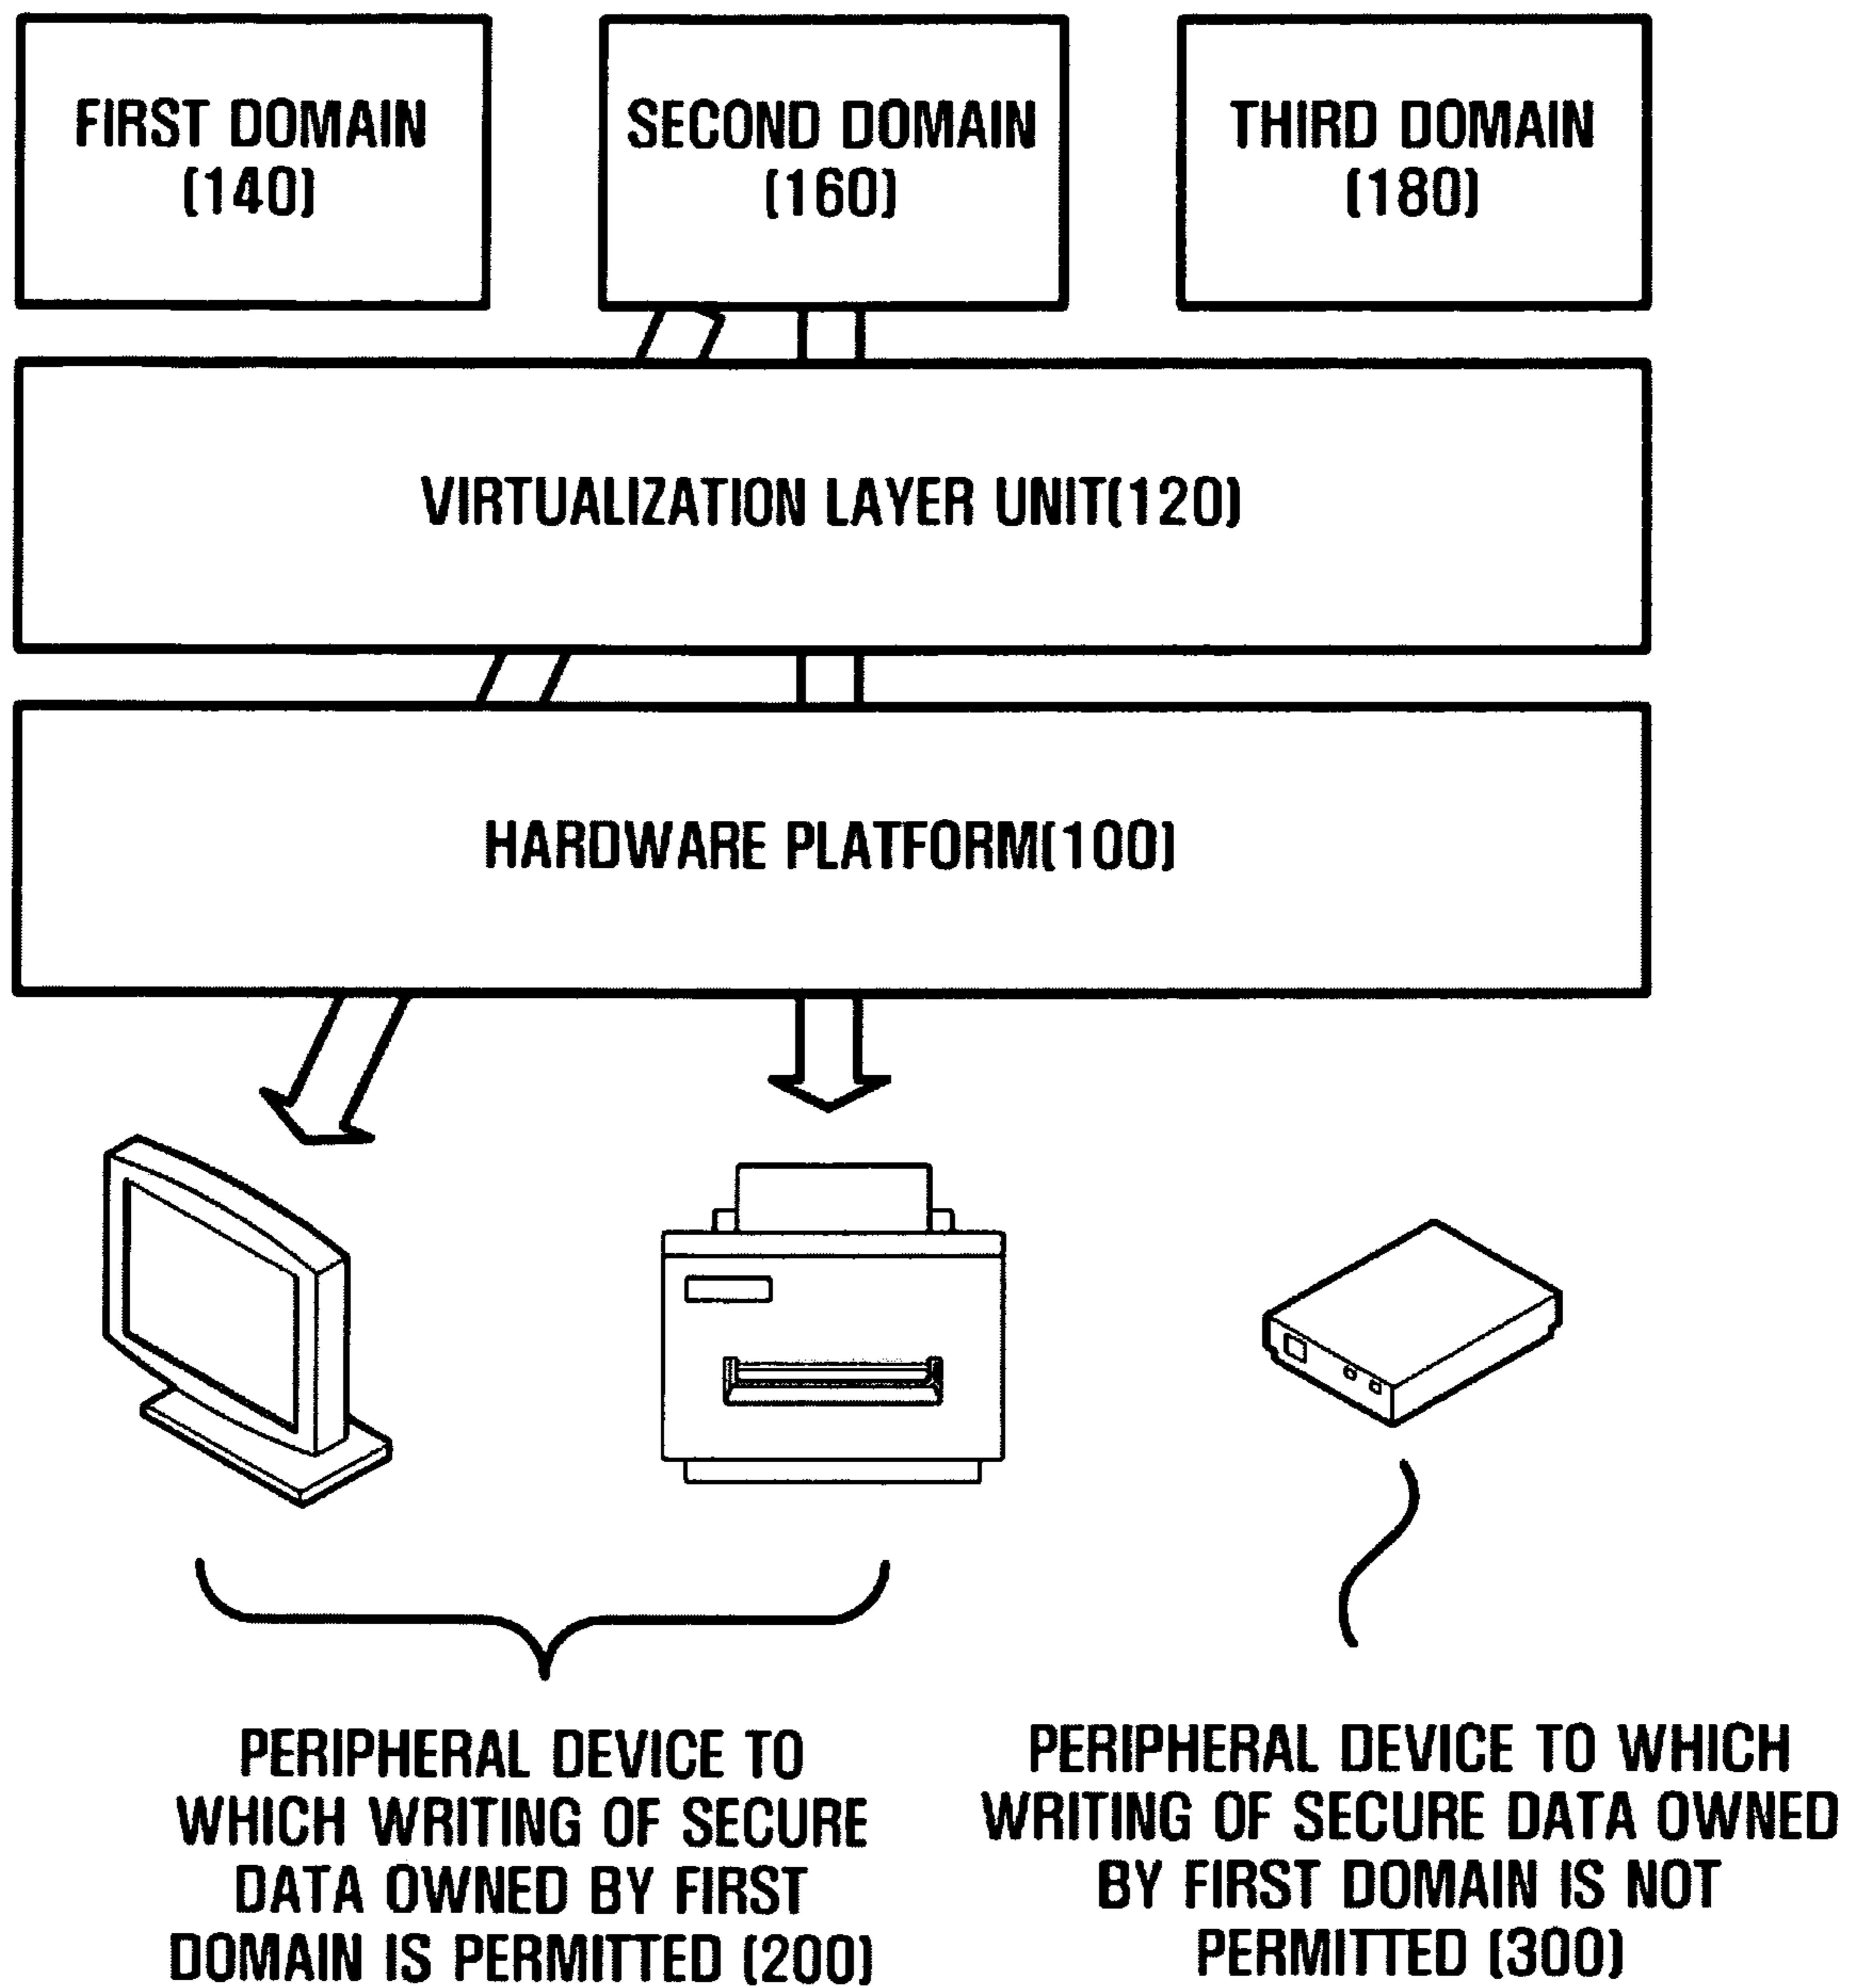 FIRST DOMAIN
(140)
SECOND DOMAIN
(160)
THIRD DOMAIN
(180)
VIRTUALIZATION LAYER UNIT(120)
HARDWARE PLATFORM(100)
PERIPHERAL DEVICE TO
WHICH WRITING OF SECURE
DATA OWNED BY FIRST
DOMAIN IS PERMITTED (200)
PERIPHERAL DEVICE TO WHICH
WRITING OF SECURE DATA OWNED
BY FIRST DOMAIN IS NOT
PERMITTED (300)